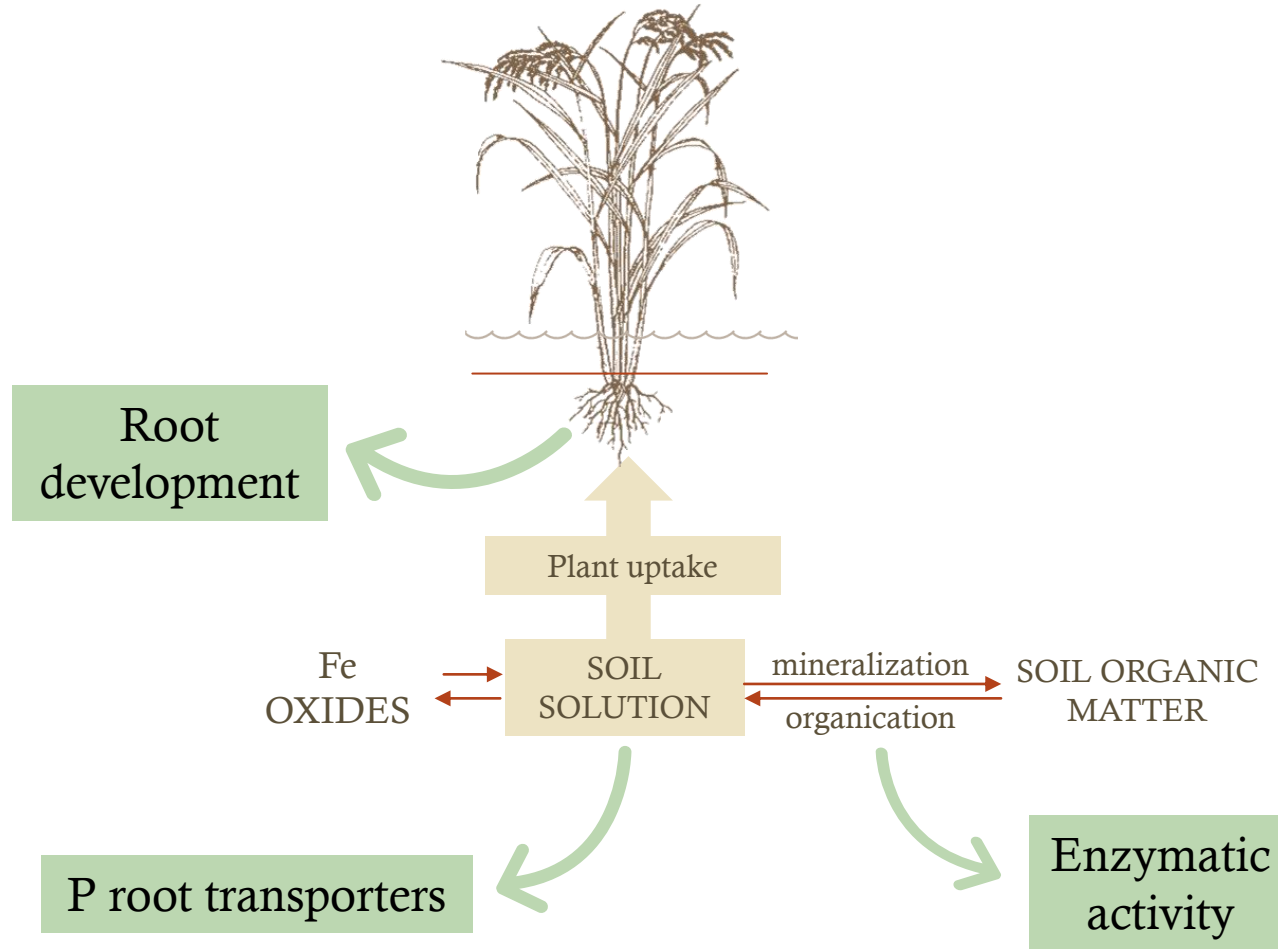 Root
development
Plant uptake
Fe
OXIDES
SOIL
SOLUTION
mineralization
organication
SOIL ORGANIC
MATTER
P root transporters
Enzymatic
activity